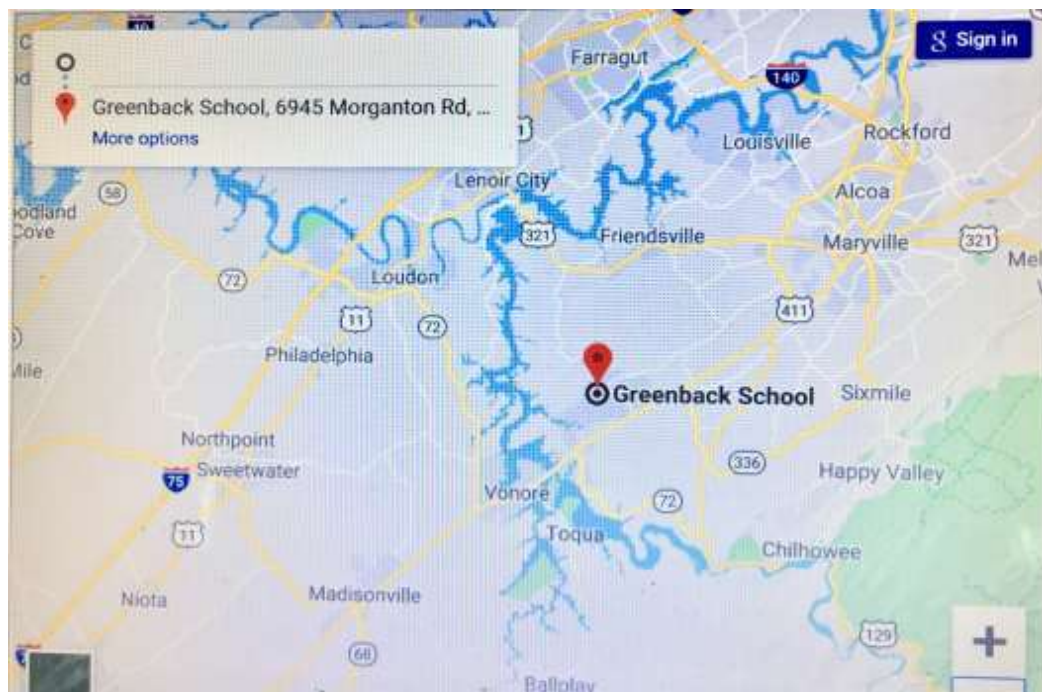 Sign in
Greenback School, 6945 Morganton Rd, ...
More options
Farragut
140
Louisville
Rockford
Lenoir City
Alcoa
58
321
Friendsville
Maryville
321
Cove
72
Loudon
11
72
411
Philadelphia
Greenback School
Sixmile
Northpoint
Sweetwater
75
336
Happy Valley
Vonore
72
11
Toqua
Chilhowee
Niota
Madisonville
129
68
Ballplay
+